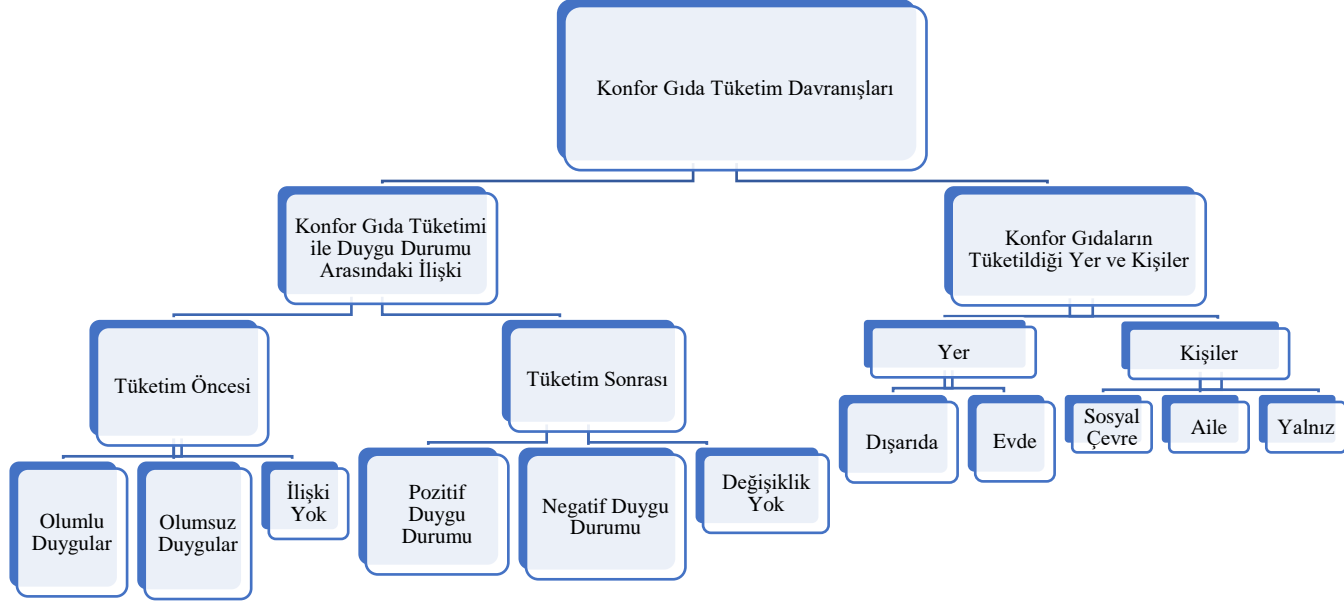 Konfor Gıda Tüketim Davranışları
Konfor Gıda Tüketimi
ile Duygu Durumu
Arasındaki İlişki
Konfor Gıdaların
Tüketildiği Yer ve Kişiler
Tüketim Öncesi
Tüketim Sonrası
Yer
Kişiler
Olumlu
Duygular
Olumsuz
Duygular
İlişki
Yok
Pozitif
Duygu
Durumu
Negatif Duygu
Durumu
Değişiklik
Yok
Dışarıda
Evde
Sosyal
Çevre
Aile
Yalnız